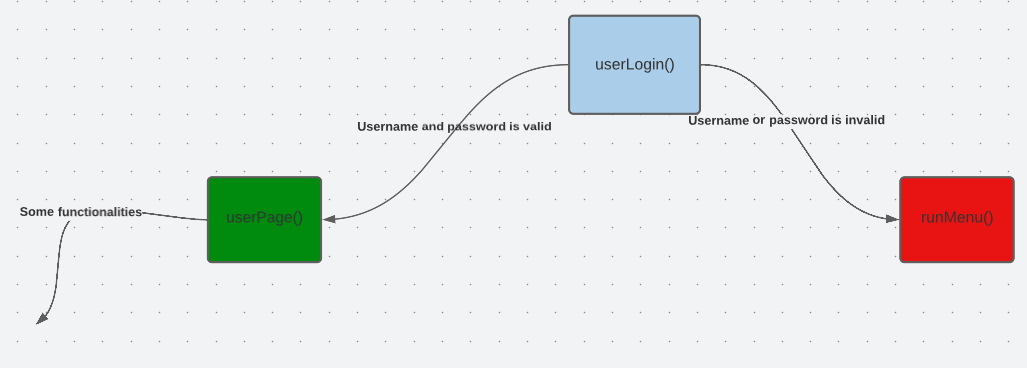 userLogin()
Username and password is valid
Username or password is invalid
Some functionalities
userPage()
runMenu()